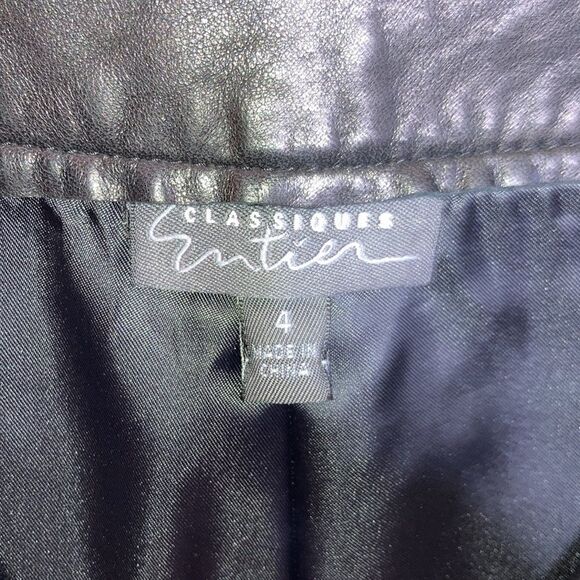 CLASSIQUES
Entier
4
MADE IN
CHINA